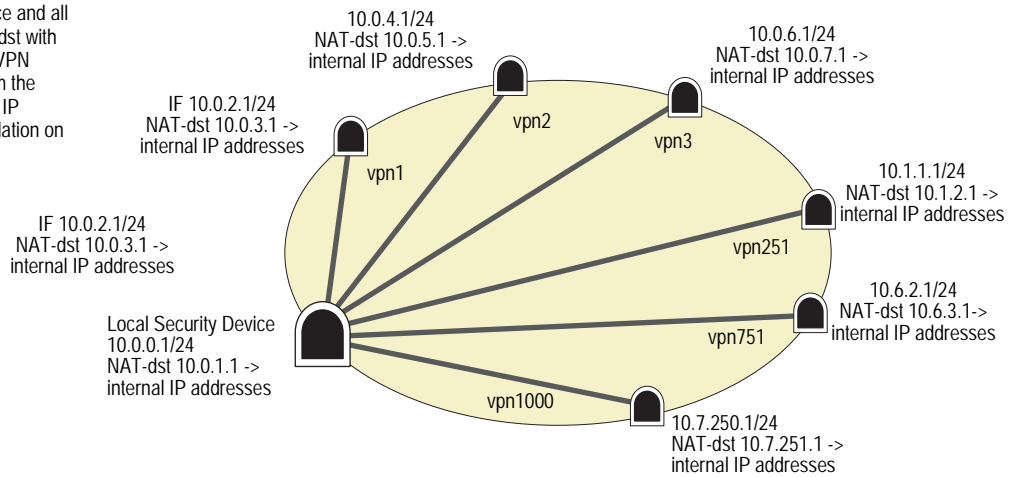 ce and all
dst with
VPN
m the
IP
lation on
10.0.4.1/24
NAT-dst 10.0.5.1 ->
internal IP addresses
10.0.6.1/24
NAT-dst 10.0.7.1 ->
internal IP addresses
IF 10.0.2.1/24
NAT-dst 10.0.3.1 ->
internal IP addresses
vpn1
vpn2
vpn3
10.1.1.1/24
NAT-dst 10.1.2.1 ->
internal IP addresses
vpn251
IF 10.0.2.1/24
NAT-dst 10.0.3.1 ->
internal IP addresses
10.6.2.1/24
NAT-dst 10.6.3.1->
internal IP addresses
vpn751
Local Security Device
10.0.0.1/24
NAT-dst 10.0.1.1 ->
internal IP addresses
vpn1000
10.7.250.1/24
NAT-dst 10.7.251.1 ->
internal IP addresses